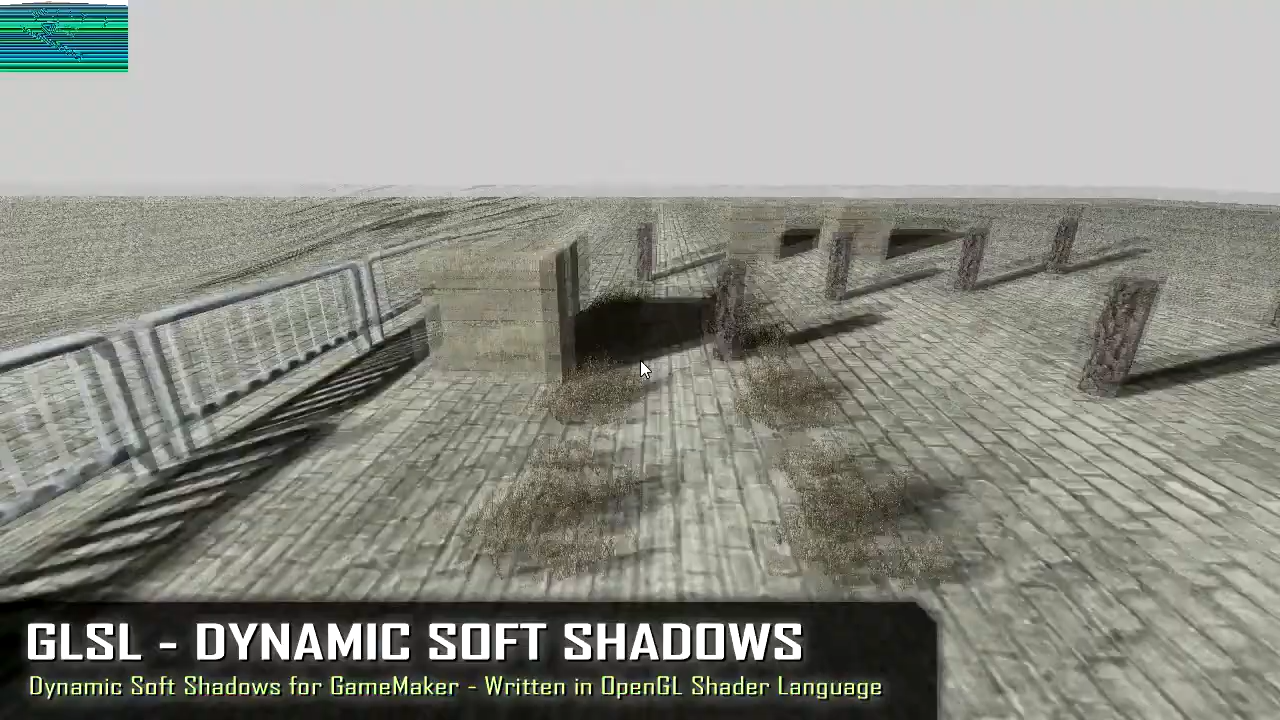 GLSL - DYNAMIC SOFT SHADOWS
Dynamic Soft Shadows for GameMaker - Written in OpenGL Shader Language